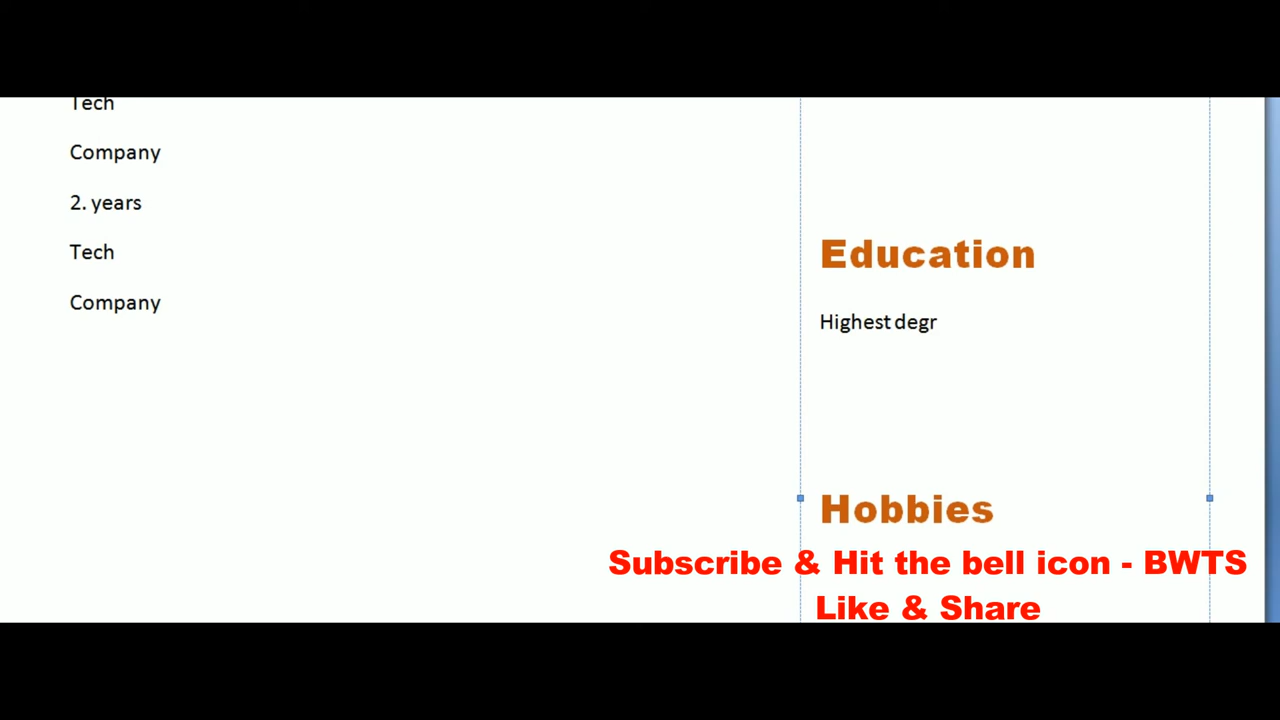 Tech
Company
2. years
Tech
Company
Education
Highest degr
Hobbies
Subscribe & Hit the bell icon - BWTS
Like & Share